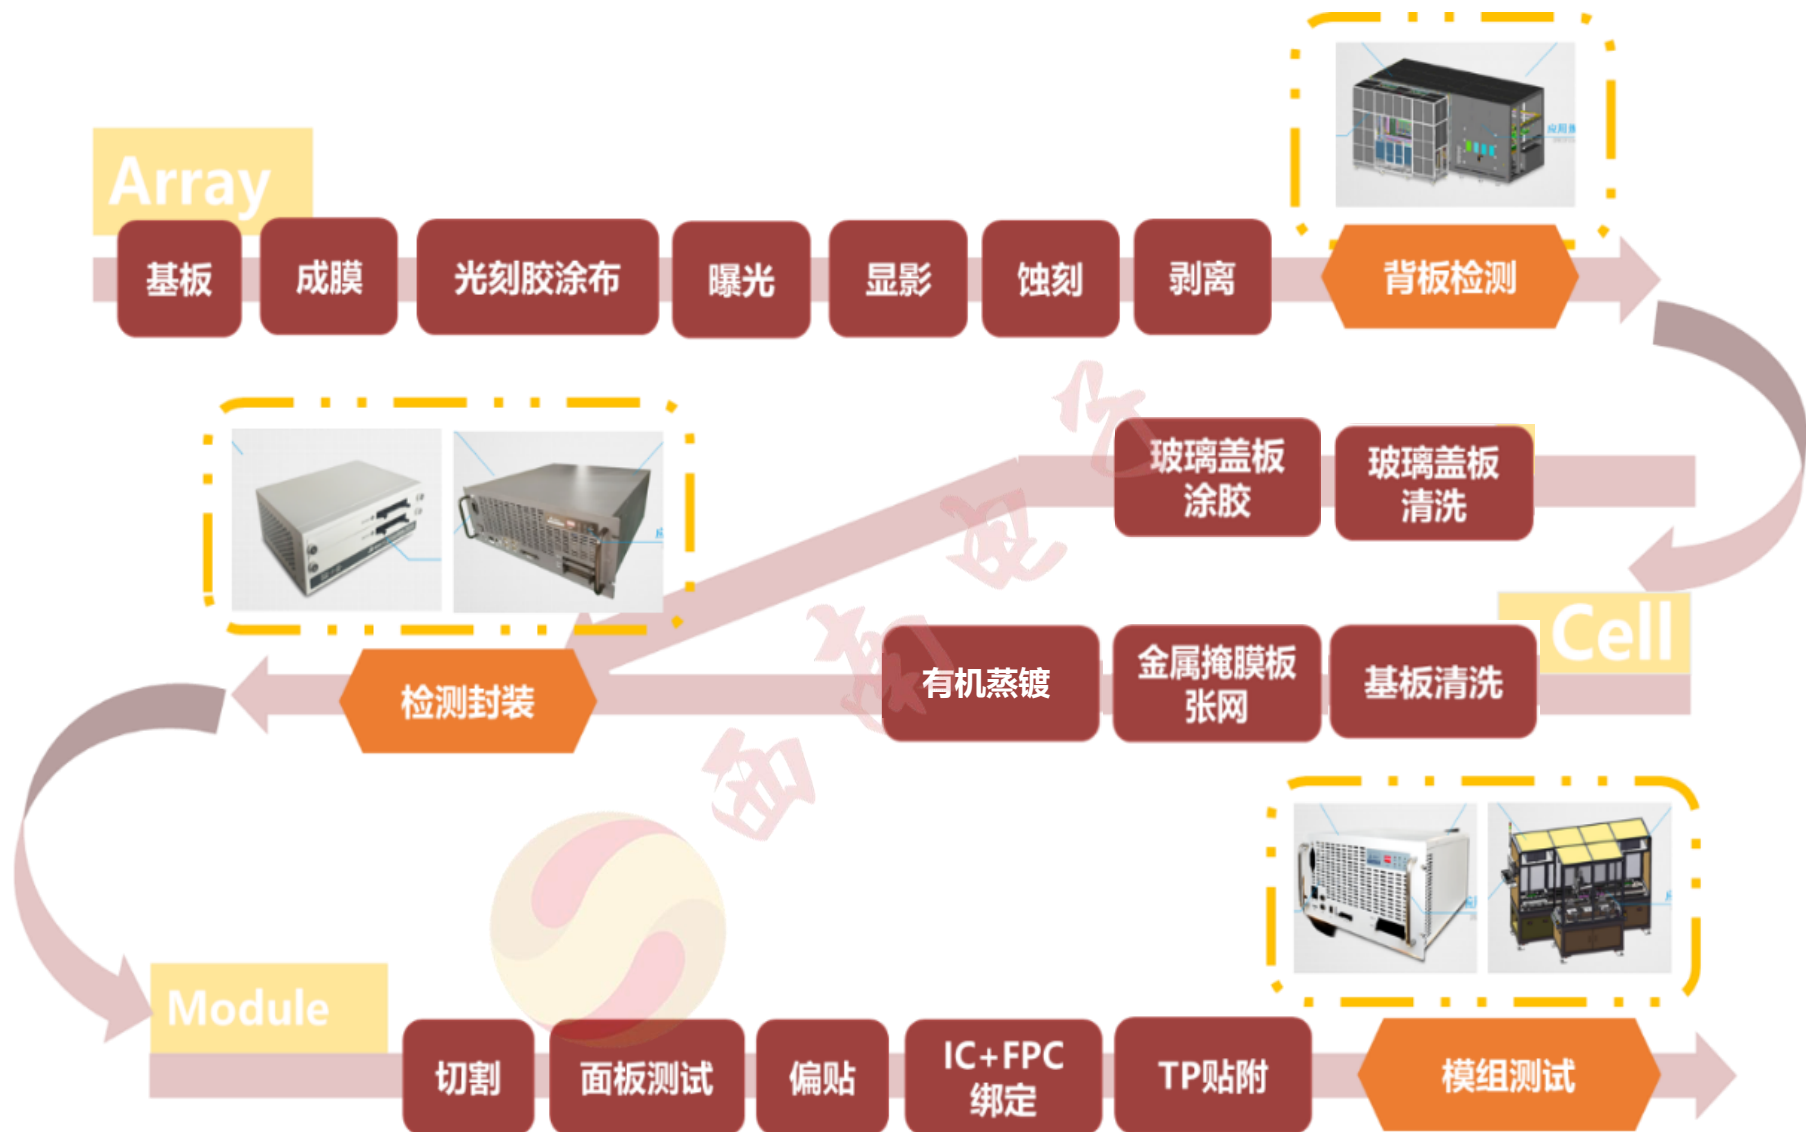 Array
基板
成膜
光刻胶涂布
曝光
显影
蚀刻
剥离
背板检测
玻璃盖板
涂胶
玻璃盖板
清洗
Cell
检测封装
有机蒸镀
金属掩膜板
张网
基板清洗
Module
切割
面板测试
偏贴
IC+FPC
绑定
TP贴附
模组测试